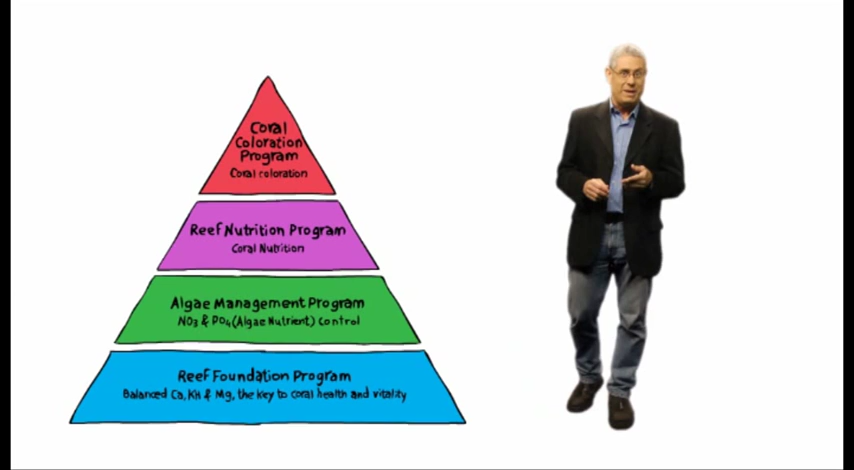 Coral
Coloration
Program
Coral coloration
Reef Nutrition Program
Coral Nutrition
Algae Management Program
NO3 & PO4 (Algae Nutrient) Control
Reef Foundation Program
Balanced Ca, KH & Mg, the key to coral health and vitality